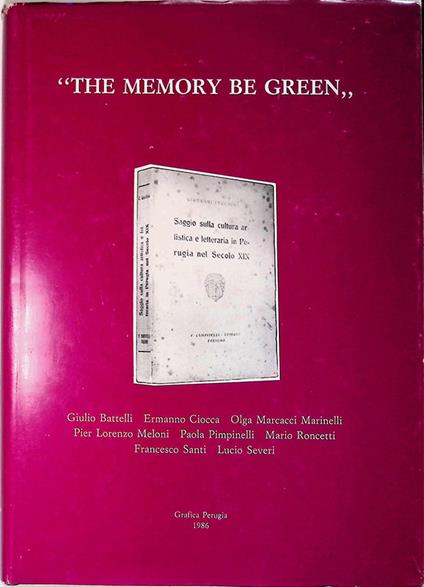 “THE MEMORY BE GREEN„
Saggio sulla cultura ar
tistica e letteraria in Pe-
rugia nel Secolo XIX
Giulio Battelli Ermanno Ciocca Olga Marcacci Marinelli
Pier Lorenzo Meloni Paola Pimpinelli Mario Roncetti
Francesco Santi Lucio Severi
Grafica Perugia
1986